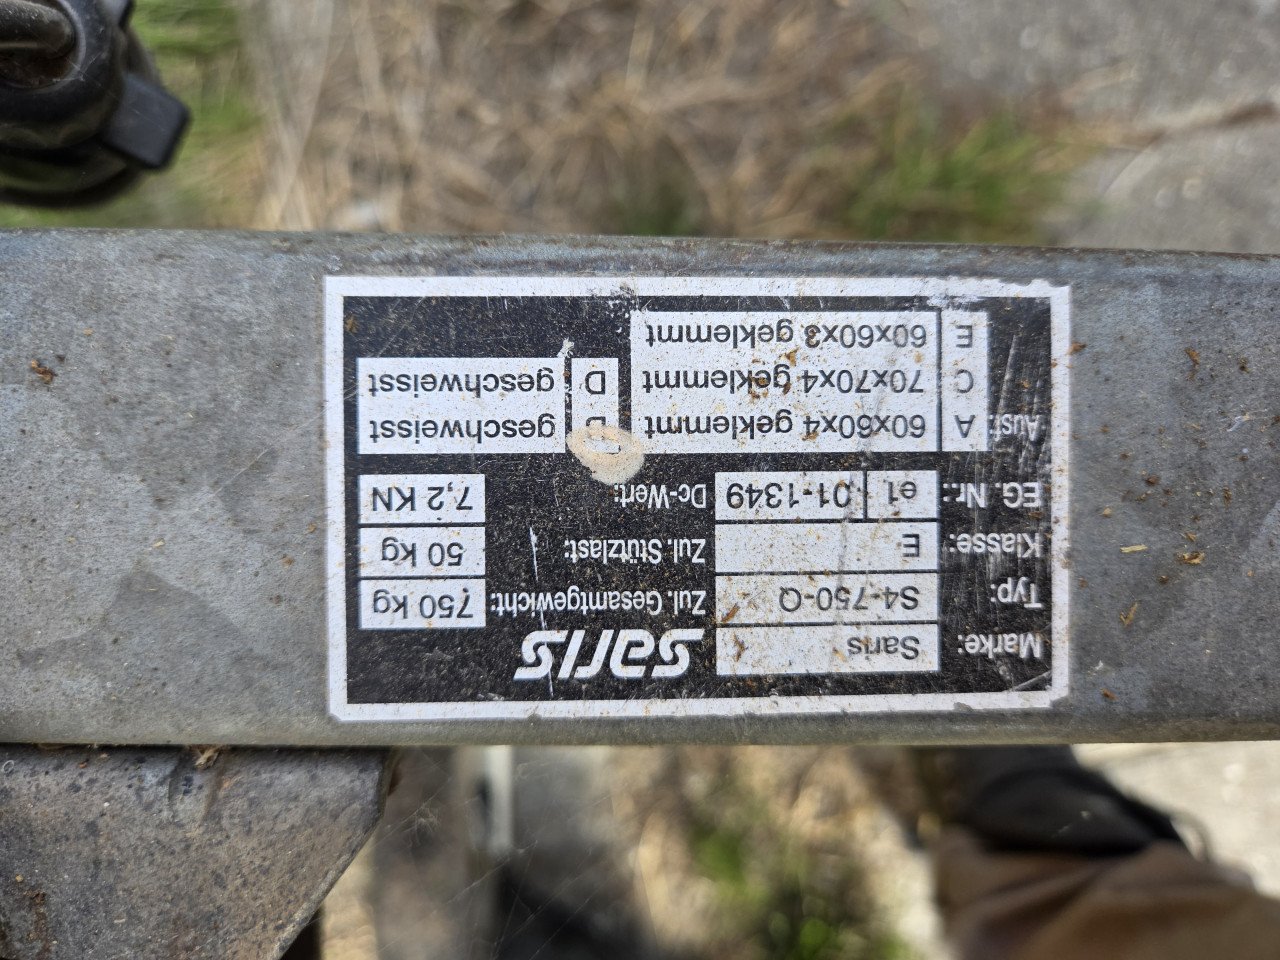 saris
Marke: Saris
Typ: S4-750-Q Zul. Gesamtgewicht: 750 kg
Klasse: E Zul. Stützlast: 50 kg
EG. Nr.: e1 01-1349 Dc-Wert: 7,2 KN
Ausf.: A 60x60x4 geklemmt geschweisst
C 70x70x4 geklemmt D geschweisst
E 60x60x3 geklemmt